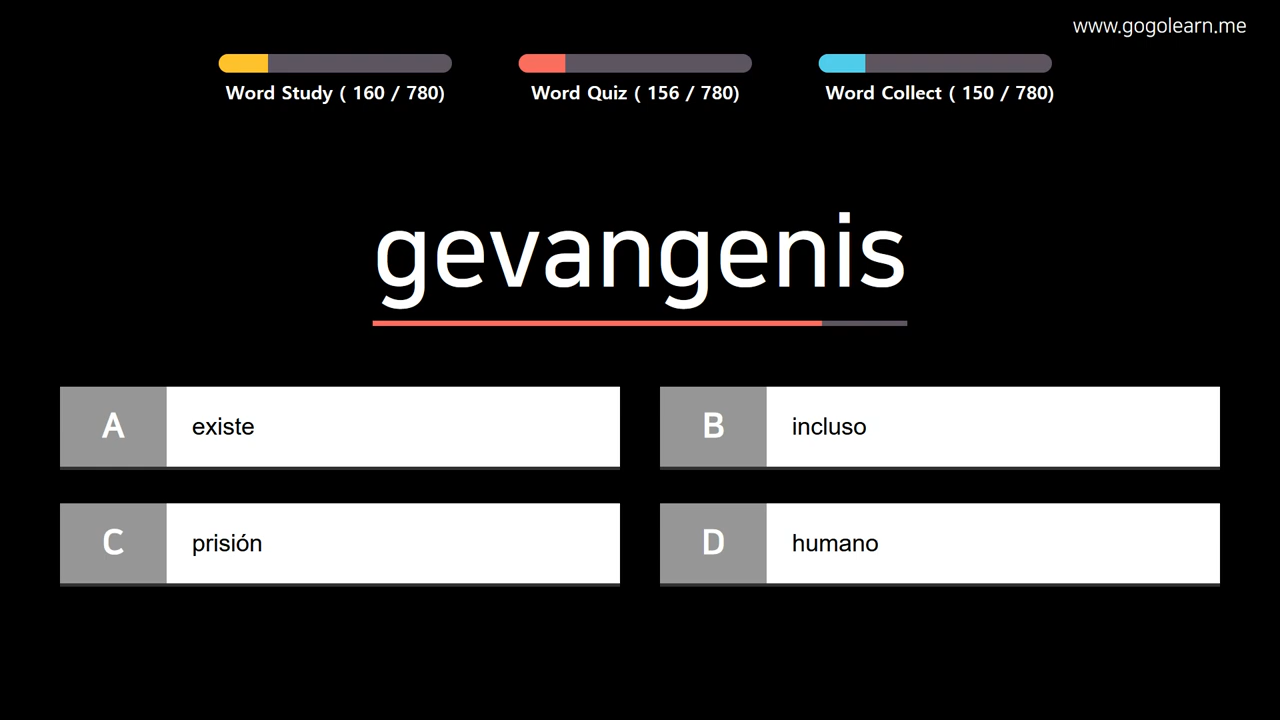 www.gogolearn.me
Word Study ( 160 / 780)
Word Quiz ( 156 / 780)
Word Collect ( 150 / 780)
gevangenis
A existe
B incluso
C prisión
D humano